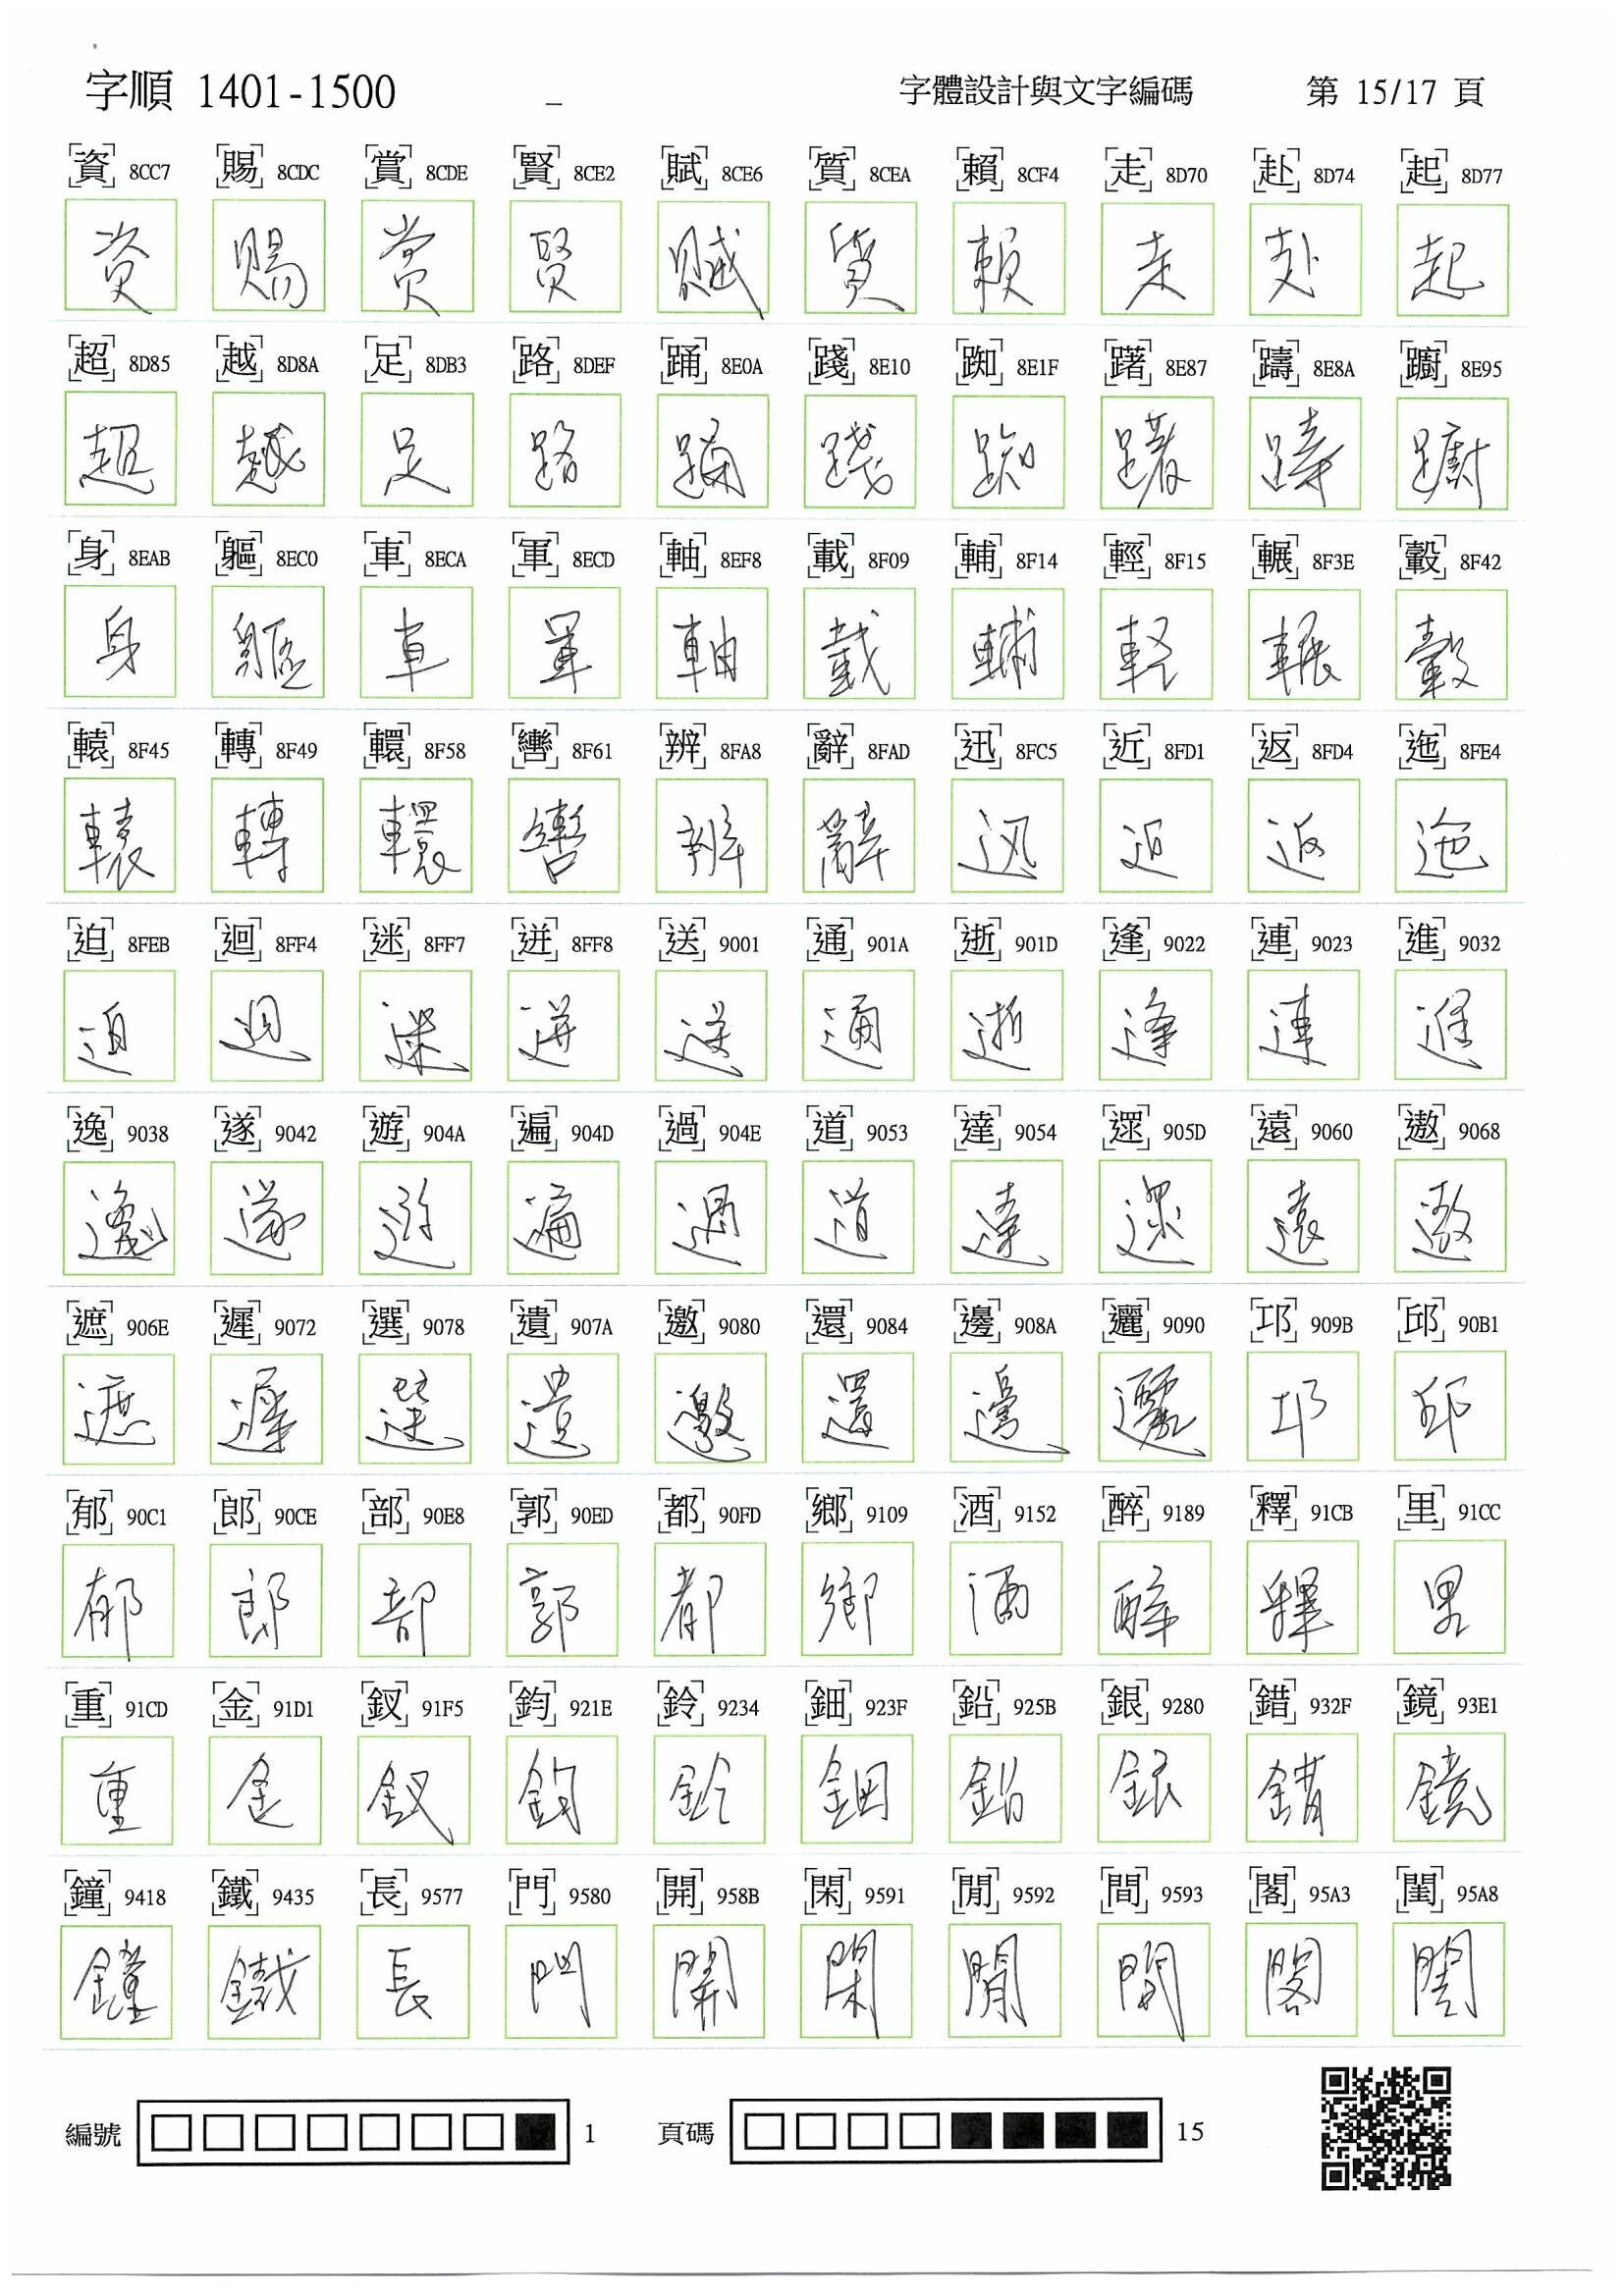 字順 1401-1500 _ 字體設計與文字編碼 第 15/17 頁
資 8CC7 賜 8CDC 賞 8CDE 賢 8CE2 賦 8CE6 質 8CEA 賴 8CF4 走 8D70 赴 8D74 起 8D77
資 賜 賞 賢 賦 質 賴 走 赴 起
超 8D85 越 8D8A 足 8DB3 路 8DEF 踊 8E0A 踐 8E10 踟 8E1F 躇 8E87 躊 8E8A 躕 8E95
超 越 足 路 踊 踐 踟 躇 躊 躕
身 8EAB 軀 8EC0 車 8ECA 軍 8ECD 軸 8EF8 載 8F09 輔 8F14 輕 8F15 輾 8F3E 轂 8F42
身 軀 車 軍 軸 載 輔 輕 輾 轂
轅 8F45 轉 8F49 轘 8F58 轡 8F61 辨 8FA8 辭 8FAD 迅 8FC5 近 8FD1 返 8FD4 迤 8FE4
轅 轉 轘 轡 辨 辭 迅 近 返 迤
迫 8FEB 迴 8FF4 迷 8FF7 迸 8FF8 送 9001 通 901A 逝 901D 逢 9022 連 9023 進 9032
迫 迴 迷 迸 送 通 逝 逢 連 進
逸 9038 遂 9042 遊 904A 遍 904D 過 904E 道 9053 達 9054 遝 905D 遠 9060 遨 9068
逸 遂 遊 遍 過 道 達 遝 遠 遨
遮 906E 遲 9072 選 9078 遺 907A 邀 9080 還 9084 邊 908A 邐 9090 邛 909B 邱 90B1
遮 遲 選 遺 邀 還 邊 邐 邛 邱
郁 90C1 郎 90CE 部 90E8 郭 90ED 都 90FD 鄉 9109 酒 9152 醉 9189 釋 91CB 里 91CC
郁 郎 部 郭 都 鄉 酒 醉 釋 里
重 91CD 金 91D1 釵 91F5 鈞 921E 鈴 9234 鈿 923F 鉛 925B 銀 9280 錯 932F 鏡 93E1
重 金 釵 鈞 鈴 鈿 鉛 銀 錯 鏡
鐘 9418 鐵 9435 長 9577 門 9580 開 958B 閑 9591 閒 9592 間 9593 閣 95A3 閨 95A8
鐘 鐵 長 門 開 閑 閒 間 閣 閨
編號 1 頁碼 15